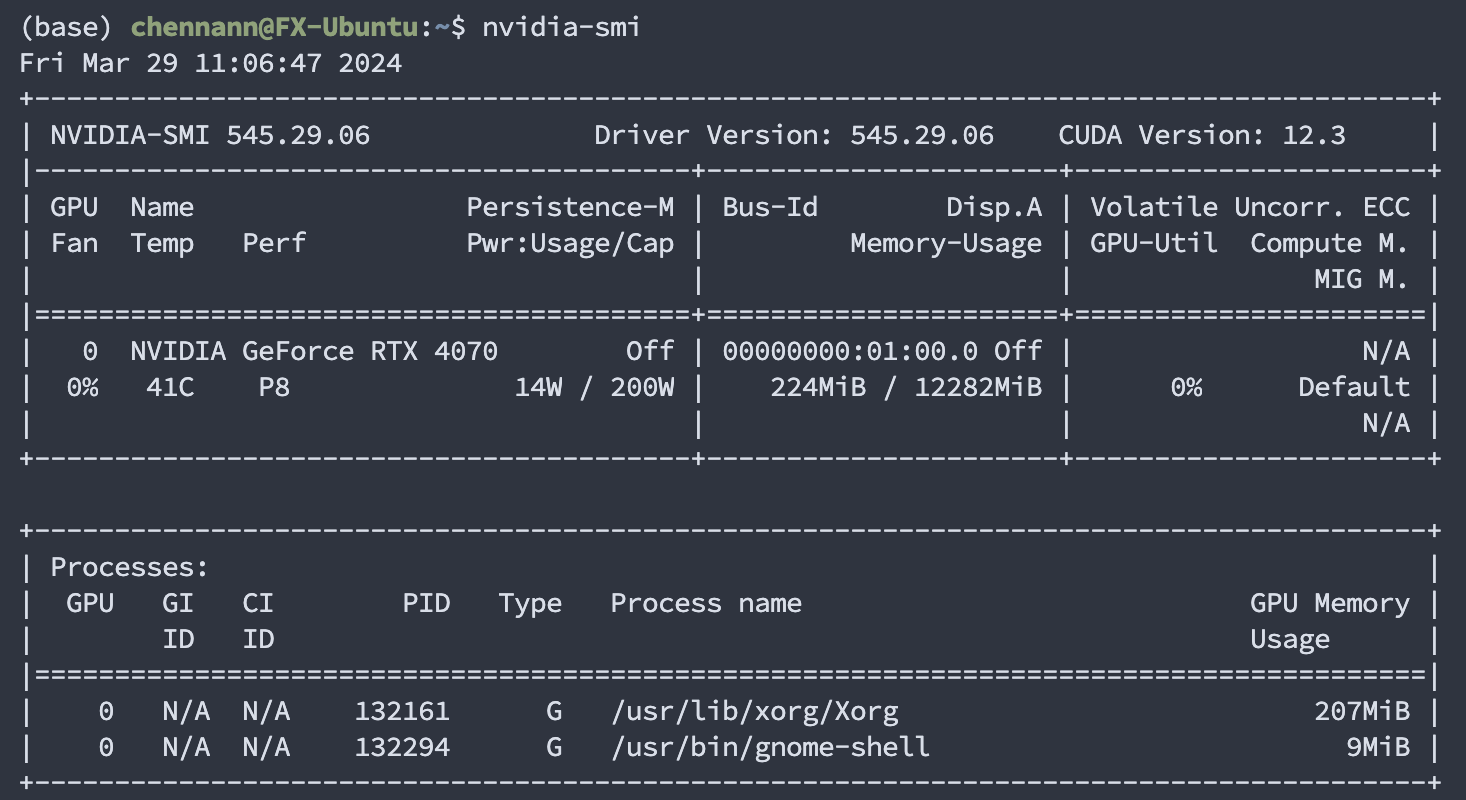 (base) chennann@FX-Ubuntu:~$ nvidia-smi
Fri Mar 29 11:06:47 2024
+---------------------------------------------------------------------------------------+
| NVIDIA-SMI 545.29.06              Driver Version: 545.29.06    CUDA Version: 12.3     |
|-----------------------------------------+----------------------+----------------------+
| GPU  Name                 Persistence-M | Bus-Id        Disp.A | Volatile Uncorr. ECC |
| Fan  Temp   Perf          Pwr:Usage/Cap |         Memory-Usage | GPU-Util  Compute M. |
|                                         |                      |               MIG M. |
|=========================================+======================+======================|
|   0  NVIDIA GeForce RTX 4070        Off | 00000000:01:00.0 Off |                  N/A |
|  0%   41C    P8              14W / 200W |    224MiB / 12282MiB |      0%      Default |
|                                         |                      |                  N/A |
+-----------------------------------------+----------------------+----------------------+

+---------------------------------------------------------------------------------------+
| Processes:                                                                            |
|  GPU   GI   CI        PID   Type   Process name                            GPU Memory |
|        ID   ID                                                             Usage      |
|=======================================================================================|
|    0   N/A  N/A    132161      G   /usr/lib/xorg/Xorg                          207MiB |
|    0   N/A  N/A    132294      G   /usr/bin/gnome-shell                          9MiB |
+---------------------------------------------------------------------------------------+